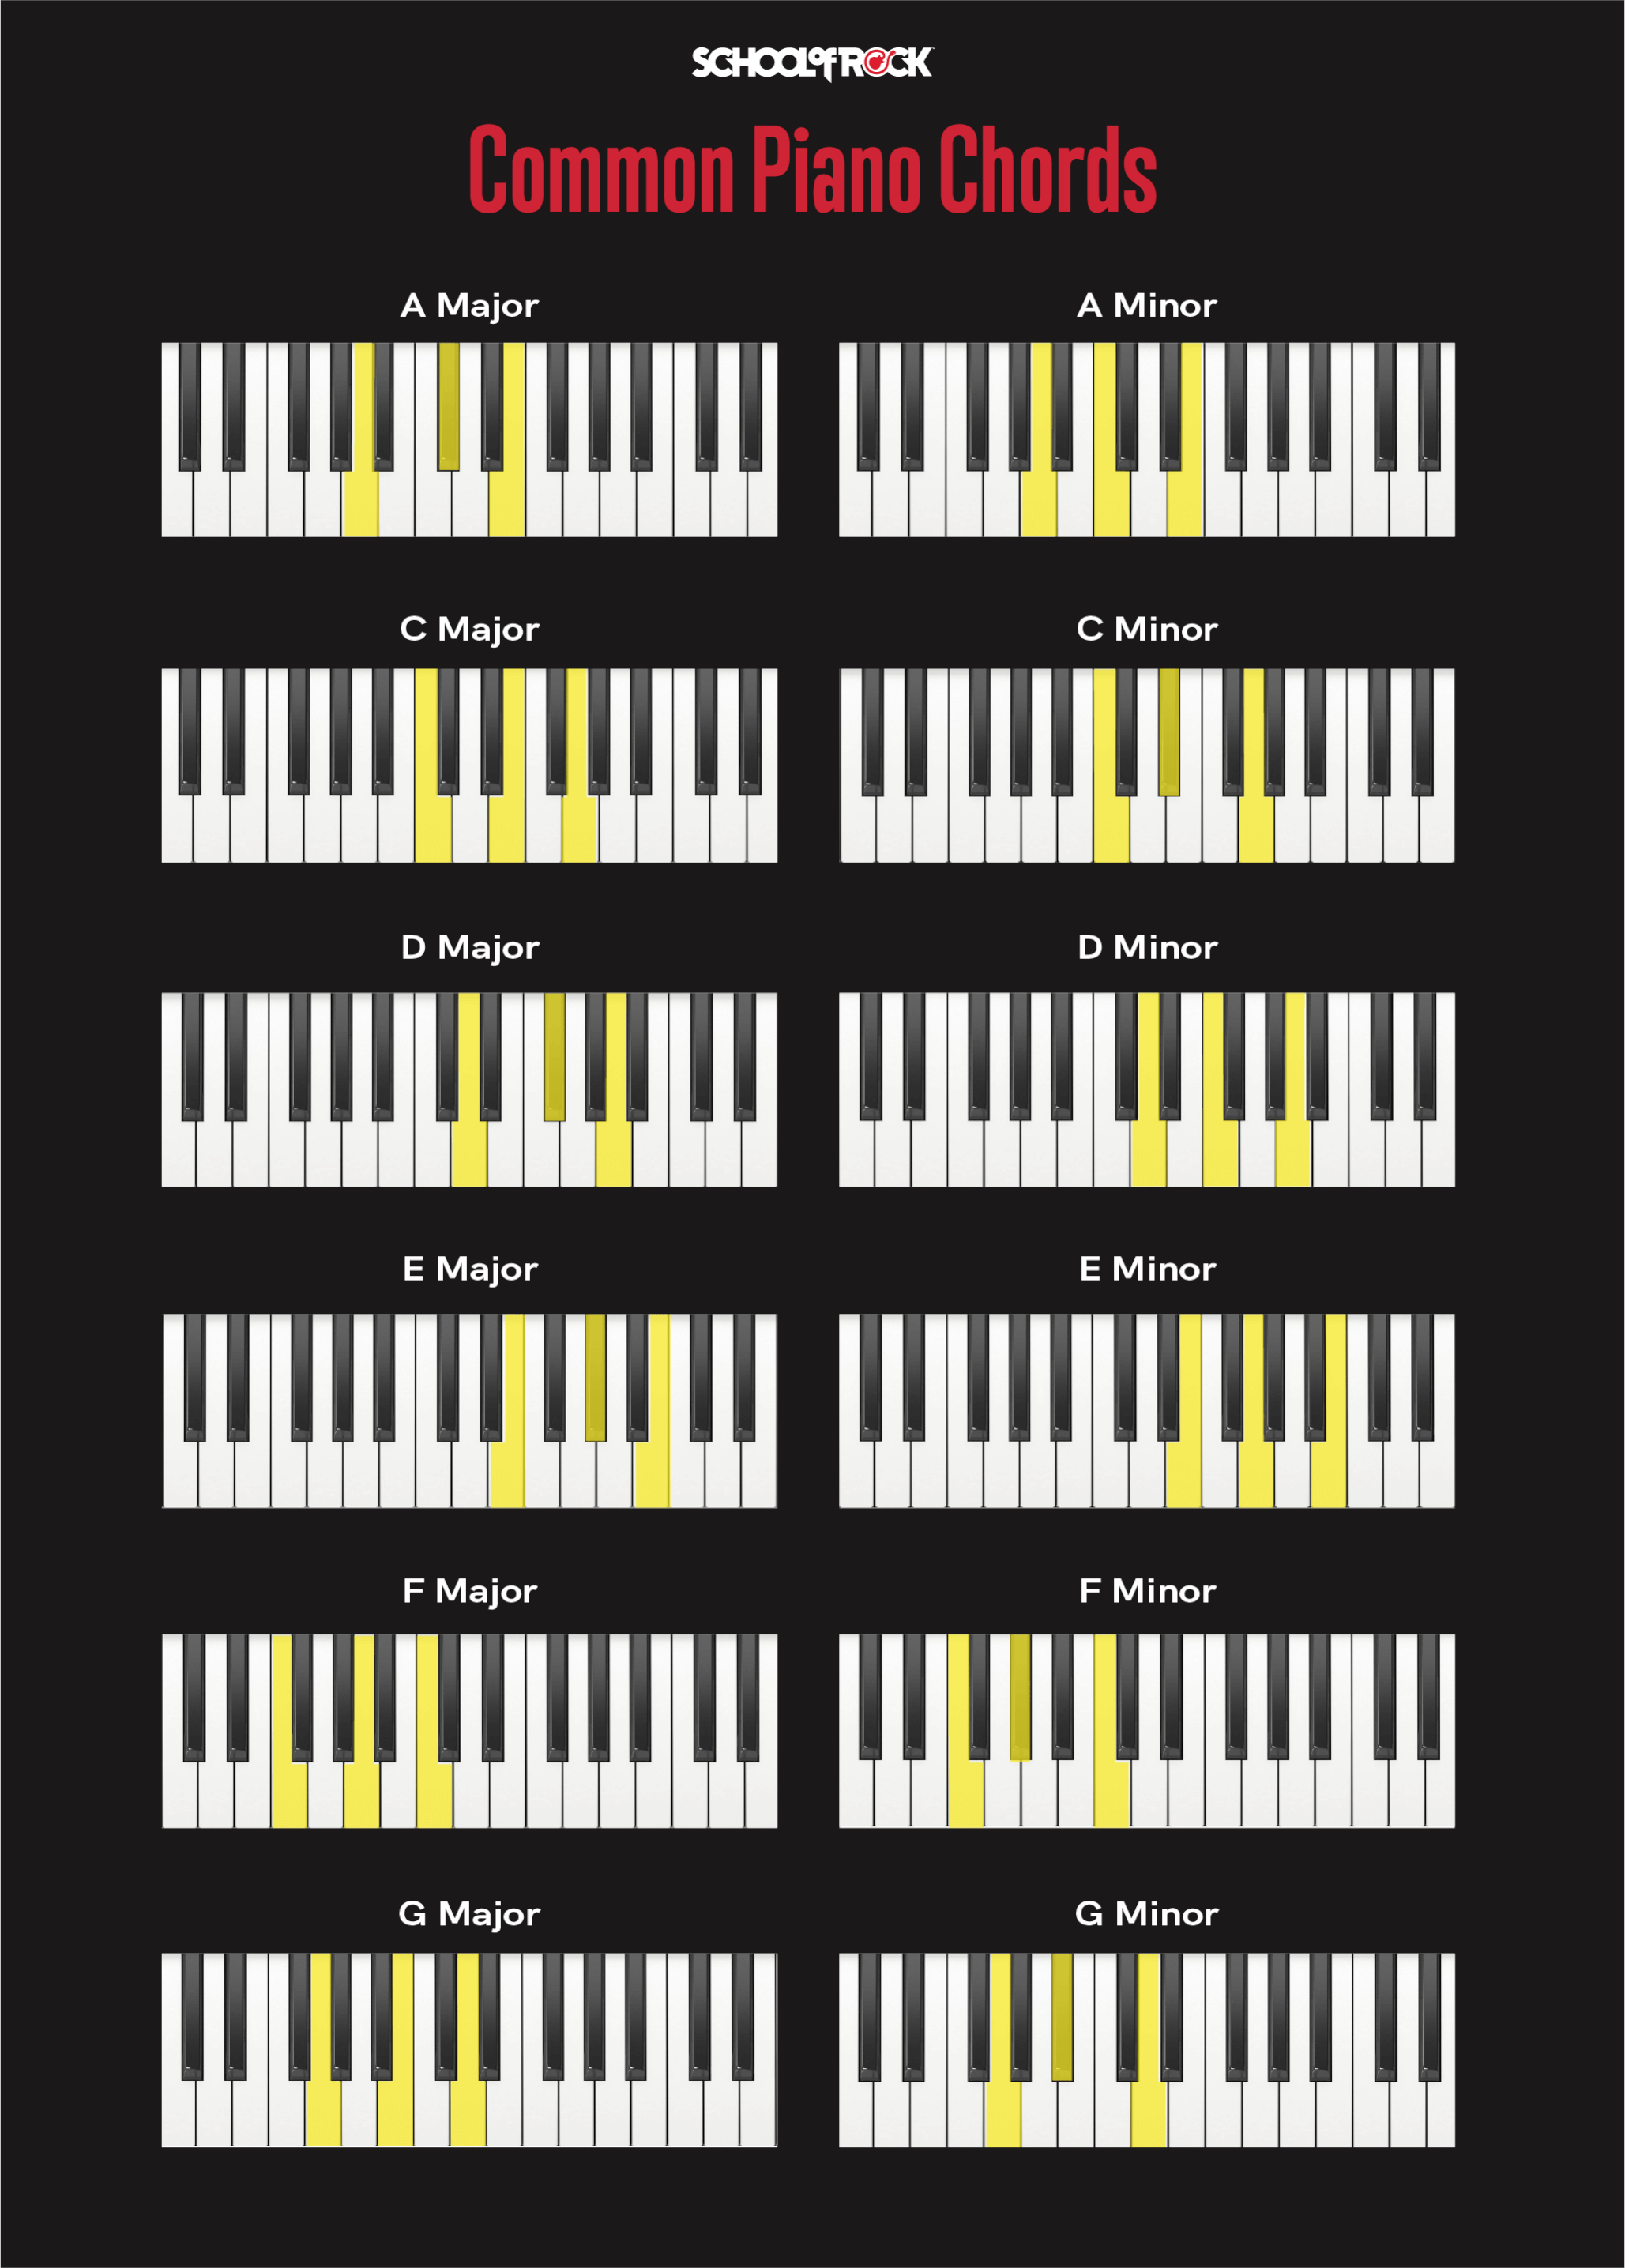 SCHOOL of ROCK
Common Piano Chords
A Major
A Minor
C Major
C Minor
D Major
D Minor
E Major
E Minor
F Major
F Minor
G Major
G Minor